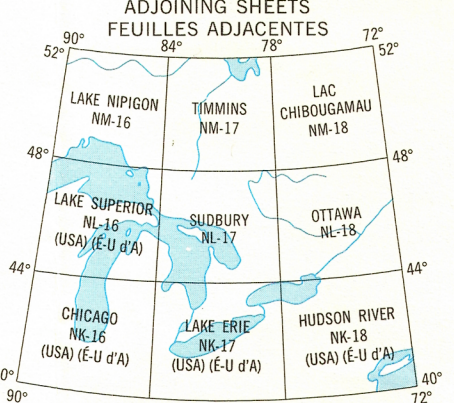 ADJOINING SHEETS
FEUILLES ADJACENTES
90° 84° 78° 72°
52° 52°
LAKE NIPIGON
NM-16
TIMMINS
NM-17
LAC
CHIBOUGAMAU
NM-18
48° 48°
LAKE SUPERIOR
NL-16
(USA) (É-U d'A)
SUDBURY
NL-17
OTTAWA
NL-18
44° 44°
CHICAGO
NK-16
(USA) (É-U d'A)
LAKE ERIE
NK-17
(USA) (É-U d'A)
HUDSON RIVER
NK-18
(USA) (É-U d'A)
0° 40°
90° 72°